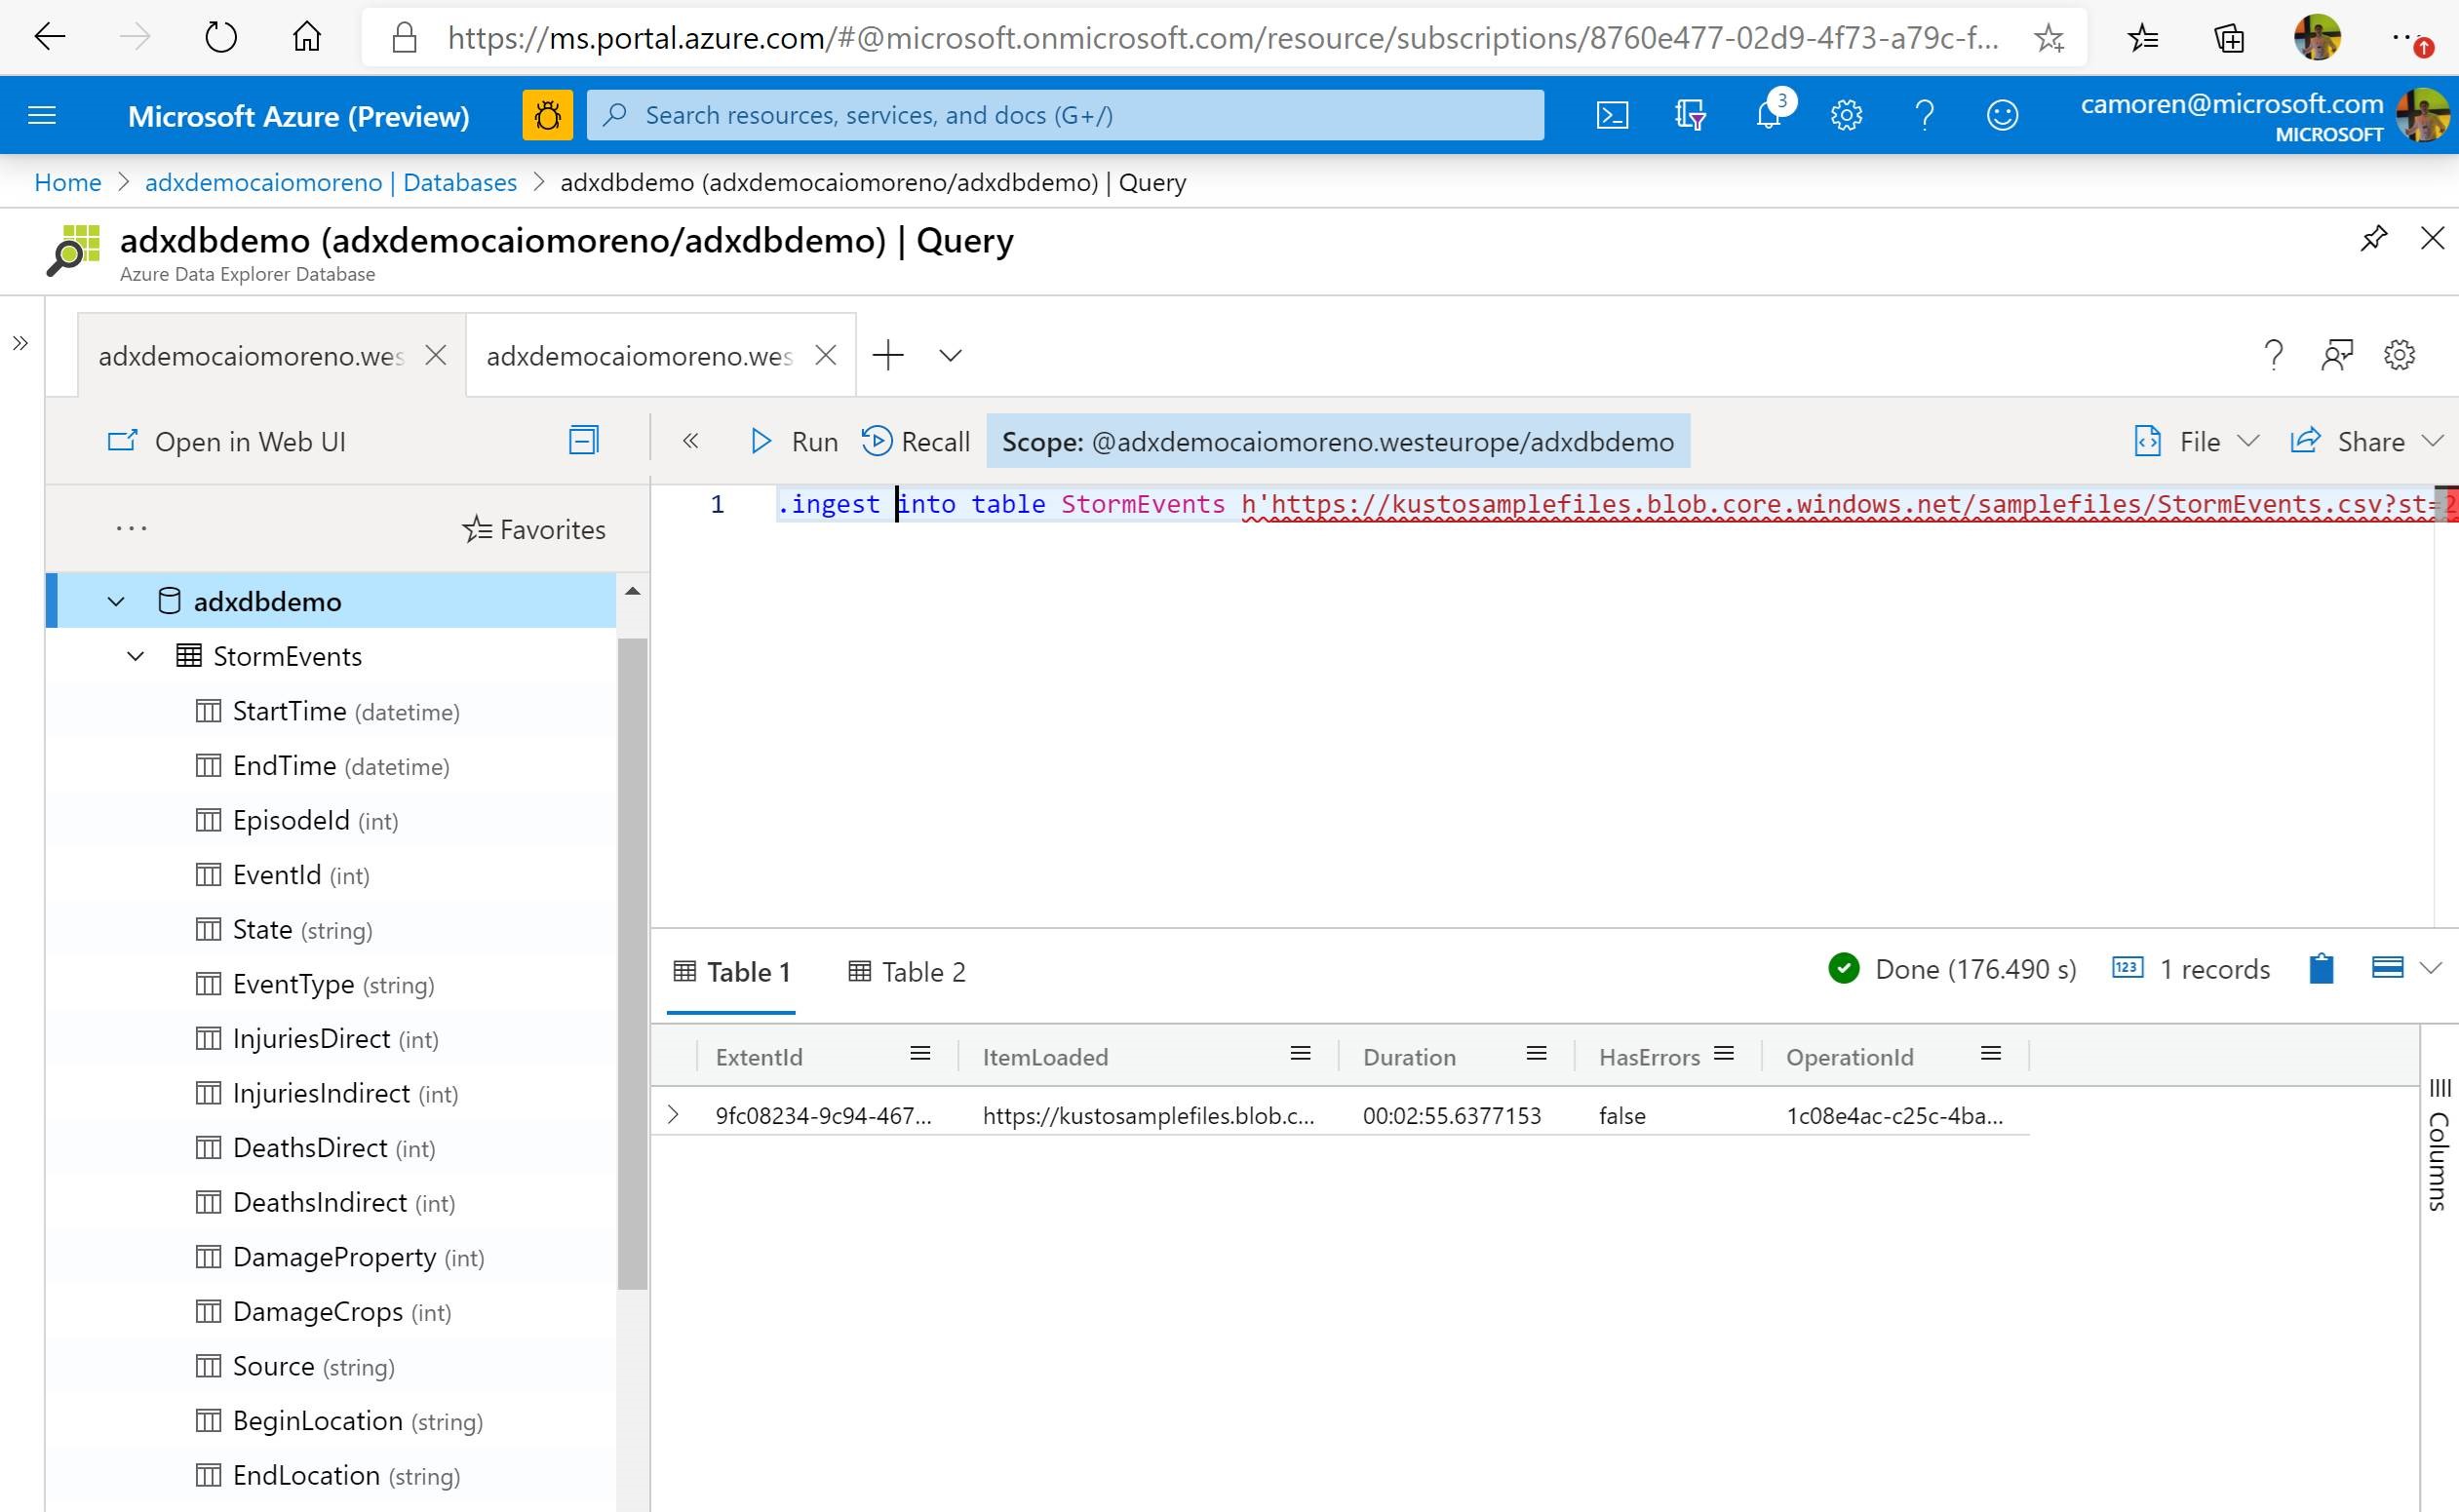 https://ms.portal.azure.com/#@microsoft.onmicrosoft.com/resource/subscriptions/8760e477-02d9-4f73-a79c-f...
Microsoft Azure (Preview)
Search resources, services, and docs (G+/)
3
camoren@microsoft.com
MICROSOFT
Home > adxdemocaiomoreno | Databases > adxdbdemo (adxdemocaiomoreno/adxdbdemo) | Query
adxdbdemo (adxdemocaiomoreno/adxdbdemo) | Query
Azure Data Explorer Database
adxdemocaiomoreno.wes
adxdemocaiomoreno.wes
Open in Web UI
Run
Recall
Scope: @adxdemocaiomoreno.westeurope/adxdbdemo
File
Share
... Favorites
1 .ingest into table StormEvents h'https://kustosamplefiles.blob.core.windows.net/samplefiles/StormEvents.csv?st=2
adxdbdemo
StormEvents
StartTime (datetime)
EndTime (datetime)
EpisodeId (int)
EventId (int)
State (string)
EventType (string)
InjuriesDirect (int)
InjuriesIndirect (int)
DeathsDirect (int)
DeathsIndirect (int)
DamageProperty (int)
DamageCrops (int)
Source (string)
BeginLocation (string)
EndLocation (string)
Table 1
Table 2
Done (176.490 s)
123 1 records
ExtentId ItemLoaded Duration HasErrors OperationId
9fc08234-9c94-467... https://kustosamplefiles.blob.c... 00:02:55.6377153 false 1c08e4ac-c25c-4ba...
Columns